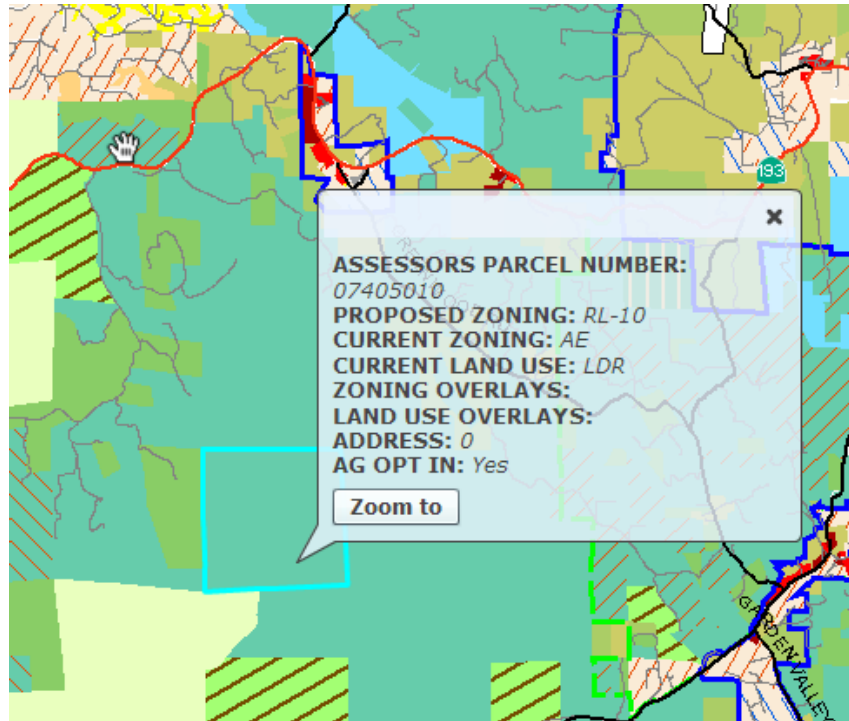 193
×
ASSESSORS PARCEL NUMBER:
07405010
PROPOSED ZONING: RL-10
CURRENT ZONING: AE
CURRENT LAND USE: LDR
ZONING OVERLAYS:
LAND USE OVERLAYS:
ADDRESS: 0
AG OPT IN: Yes
Zoom to
GARDEN VALLEY